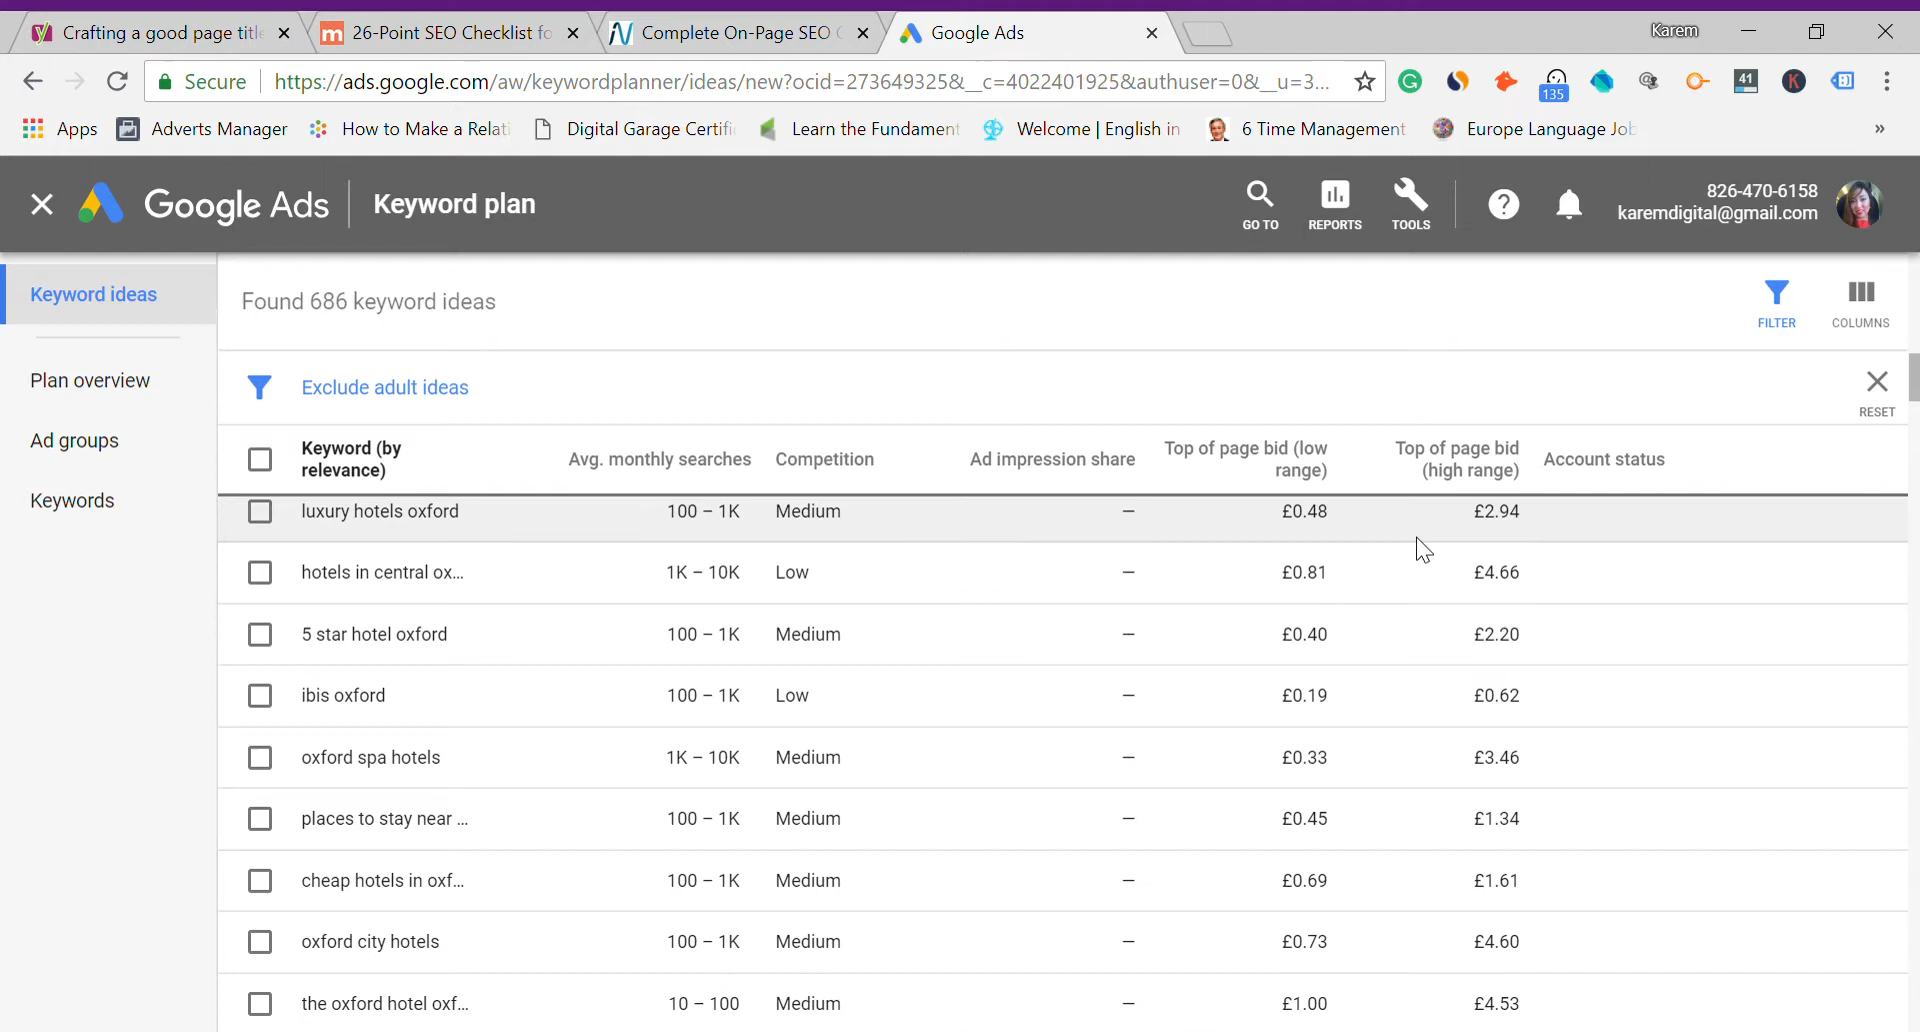 Crafting a good page title
26-Point SEO Checklist fo
Complete On-Page SEO C
Google Ads
Karem
Secure
https://ads.google.com/aw/keywordplanner/ideas/new?ocid=273649325&__c=4022401925&authuser=0&__u=3...
135
41
K
Apps
Adverts Manager
How to Make a Relati
Digital Garage Certifi
Learn the Fundament
Welcome | English in
6 Time Management
Europe Language Job
»
Google Ads
Keyword plan
GO TO
REPORTS
TOOLS
826-470-6158
karemdigital@gmail.com
Keyword ideas
Plan overview
Ad groups
Keywords
Found 686 keyword ideas
FILTER
COLUMNS
Exclude adult ideas
RESET
Keyword (by relevance) Avg. monthly searches Competition Ad impression share Top of page bid (low range) Top of page bid (high range) Account status
luxury hotels oxford 100 – 1K Medium – £0.48 £2.94
hotels in central ox... 1K – 10K Low – £0.81 £4.66
5 star hotel oxford 100 – 1K Medium – £0.40 £2.20
ibis oxford 100 – 1K Low – £0.19 £0.62
oxford spa hotels 1K – 10K Medium – £0.33 £3.46
places to stay near ... 100 – 1K Medium – £0.45 £1.34
cheap hotels in oxf... 100 – 1K Medium – £0.69 £1.61
oxford city hotels 100 – 1K Medium – £0.73 £4.60
the oxford hotel oxf... 10 – 100 Medium – £1.00 £4.53